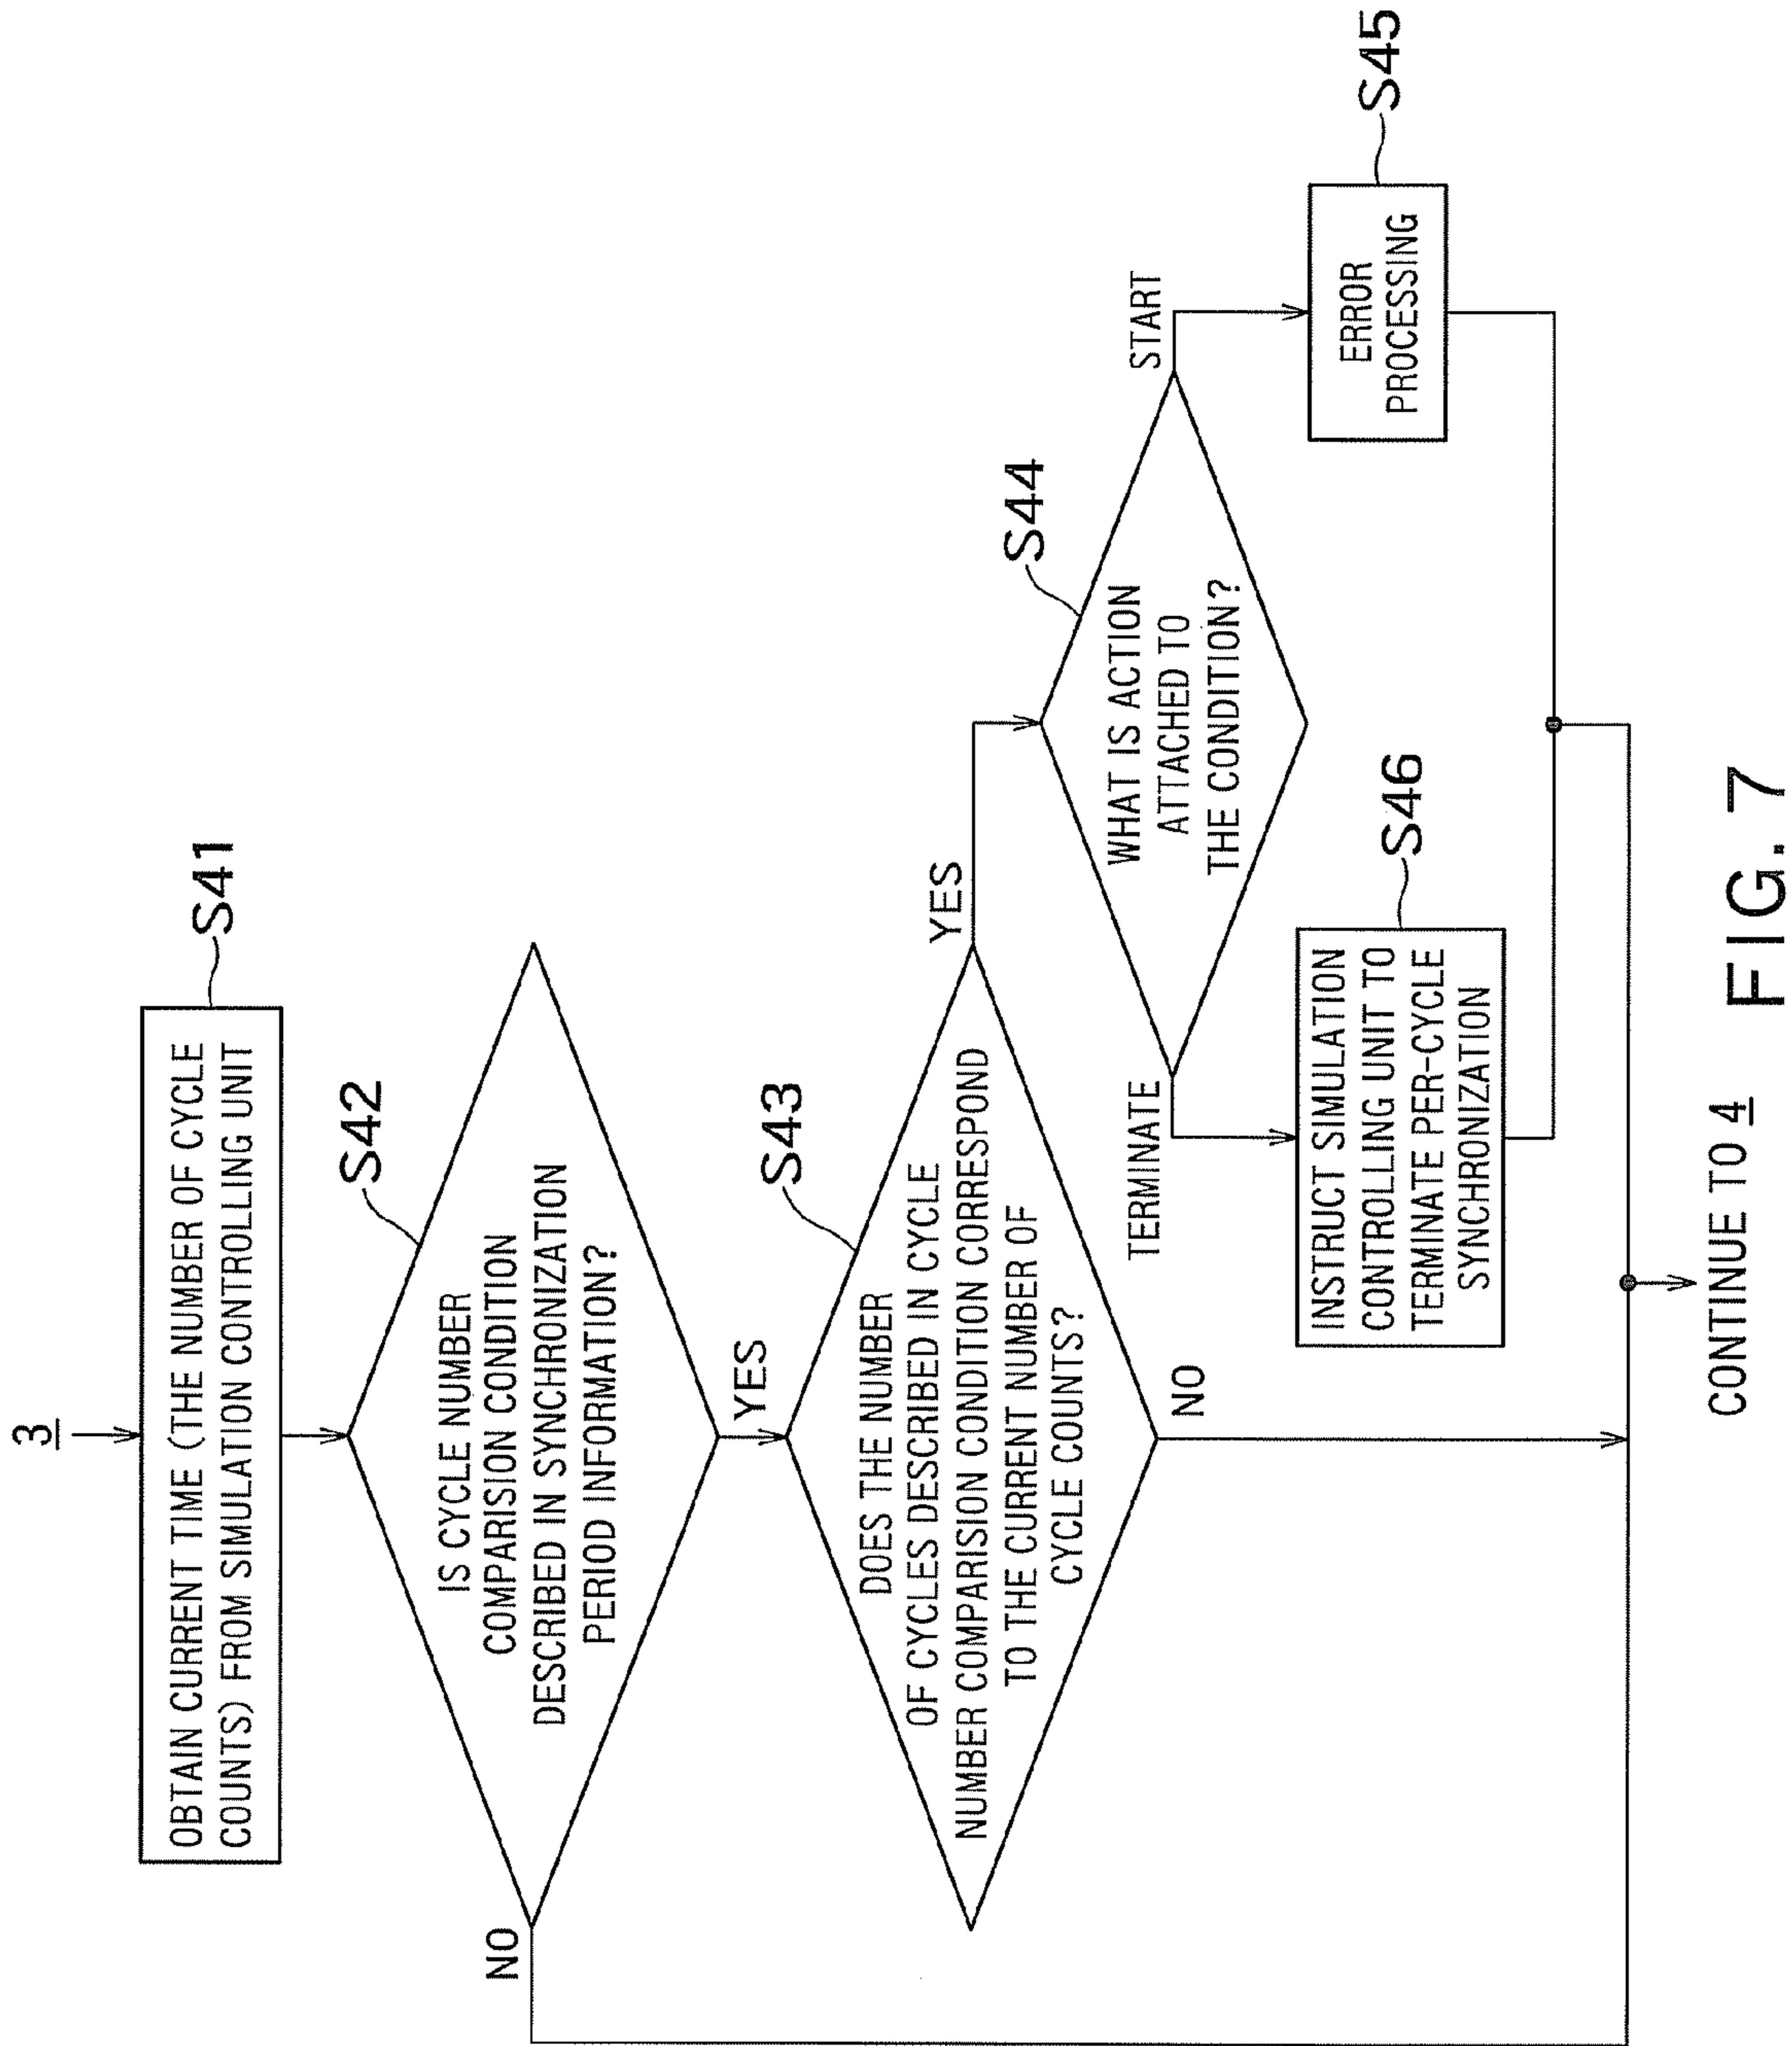 3
S41
OBTAIN CURRENT TIME (THE NUMBER OF CYCLE
COUNTS) FROM SIMULATION CONTROLLING UNIT
S42
IS CYCLE NUMBER
COMPARISION CONDITION
DESCRIBED IN SYNCHRONIZATION
PERIOD INFORMATION?
NO
YES
S43
DOES THE NUMBER
OF CYCLES DESCRIBED IN CYCLE
NUMBER COMPARISION CONDITION CORRESPOND
TO THE CURRENT NUMBER OF
CYCLE COUNTS?
YES
NO
S44
WHAT IS ACTION
ATTACHED TO
THE CONDITION?
TERMINATE
START
S46
INSTRUCT SIMULATION
CONTROLLING UNIT TO
TERMINATE PER-CYCLE
SYNCHRONIZATION
S45
ERROR
PROCESSING
CONTINUE TO 4
FIG. 7